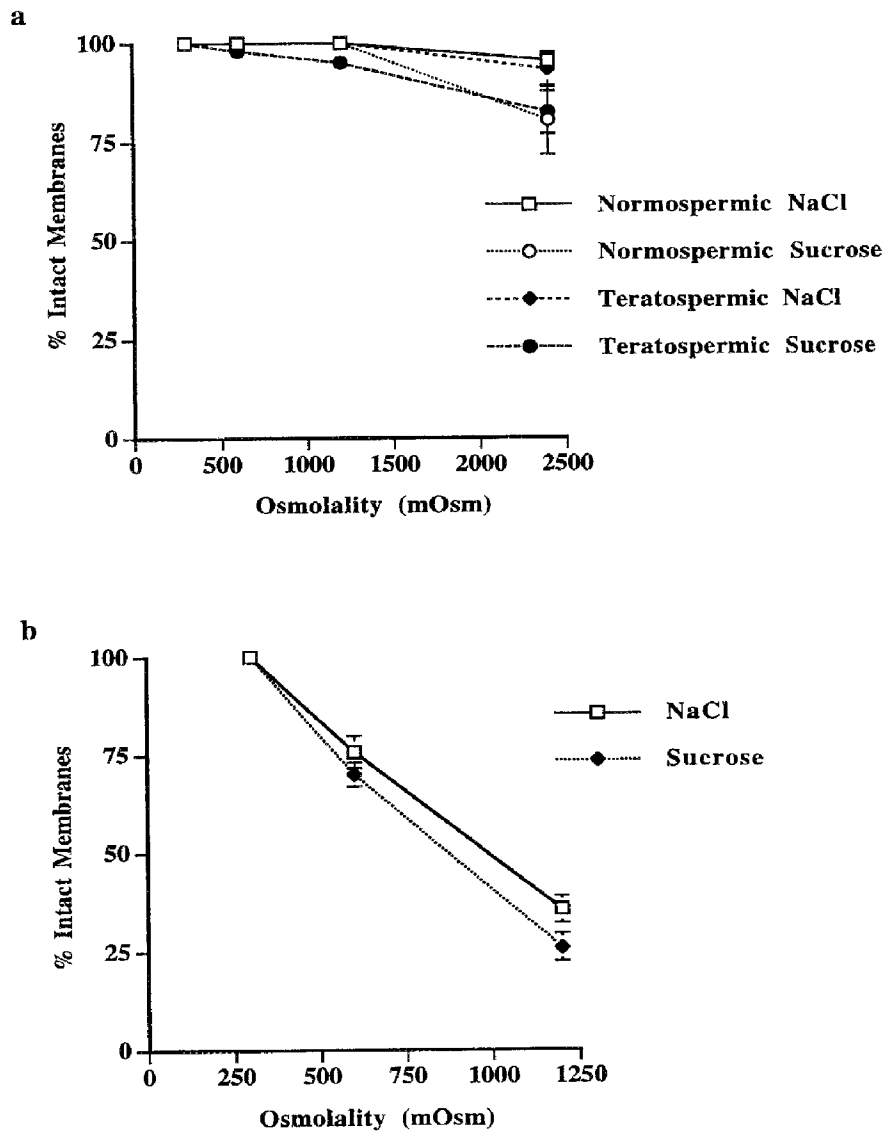 a
100
75
50
25
0
% Intact Membranes
0 500 1000 1500 2000 2500
Osmolality (mOsm)
Normospermic NaCl
Normospermic Sucrose
Teratospermic NaCl
Teratospermic Sucrose
b
100
75
50
25
0
% Intact Membranes
0 250 500 750 1000 1250
Osmolality (mOsm)
NaCl
Sucrose